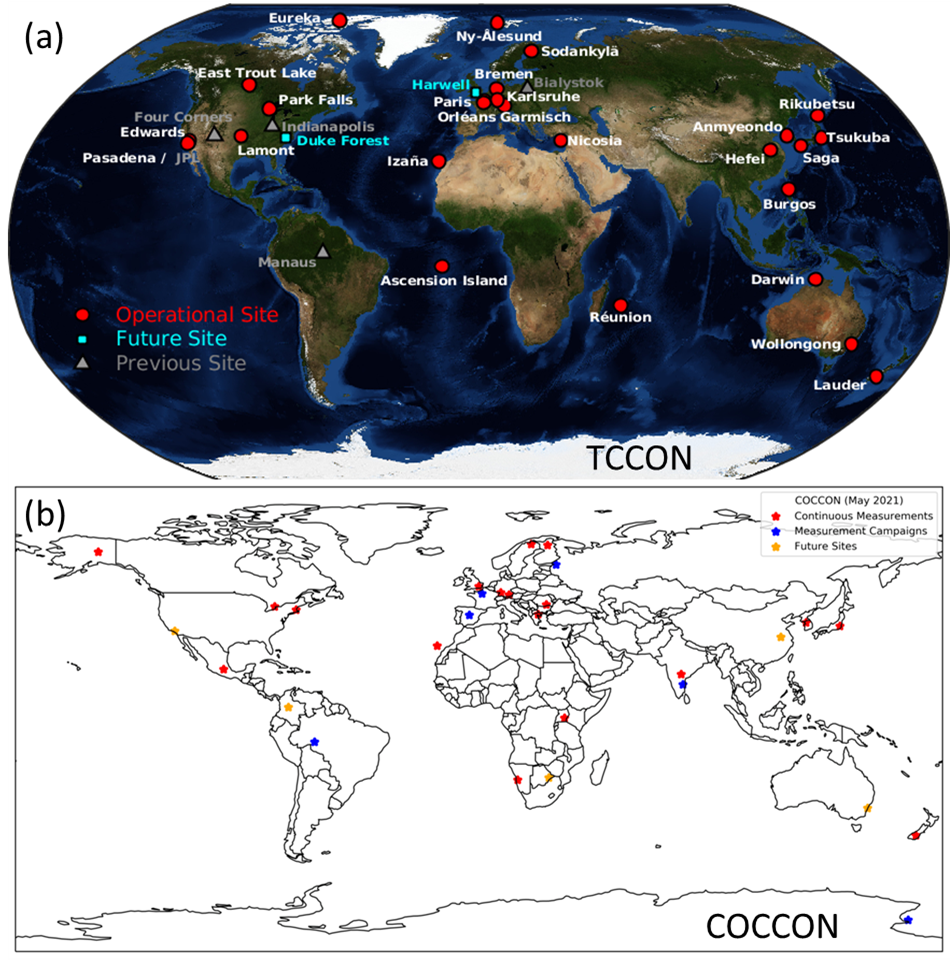 (a)
Eureka
Ny-Ålesund
Sodankylä
East Trout Lake
Bremen
Harwell
Bialystok
Park Falls
Paris
Karlsruhe
Rikubetsu
Four Corners
Orléans Garmisch
Edwards
Indianapolis
Anmyeondo
Duke Forest
Nicosia
Tsukuba
Pasadena / JPL
Lamont
Izaña
Hefei
Saga
Burgos
Manaus
Ascension Island
Darwin
Operational Site
Réunion
Future Site
Wollongong
Previous Site
Lauder
TCCON
(b)
COCCON (May 2021)
Continuous Measurements
Measurement Campaigns
Future Sites
COCCON